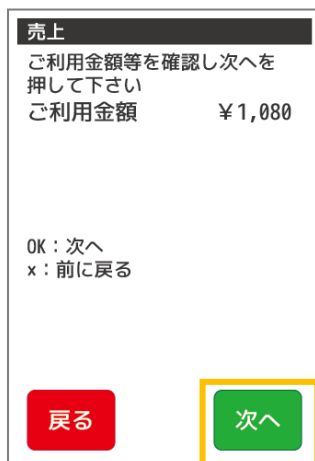 売上
ご利用金額等を確認し次へを
押して下さい
ご利用金額 ￥1,080
OK：次へ
×：前に戻る
戻る 次へ